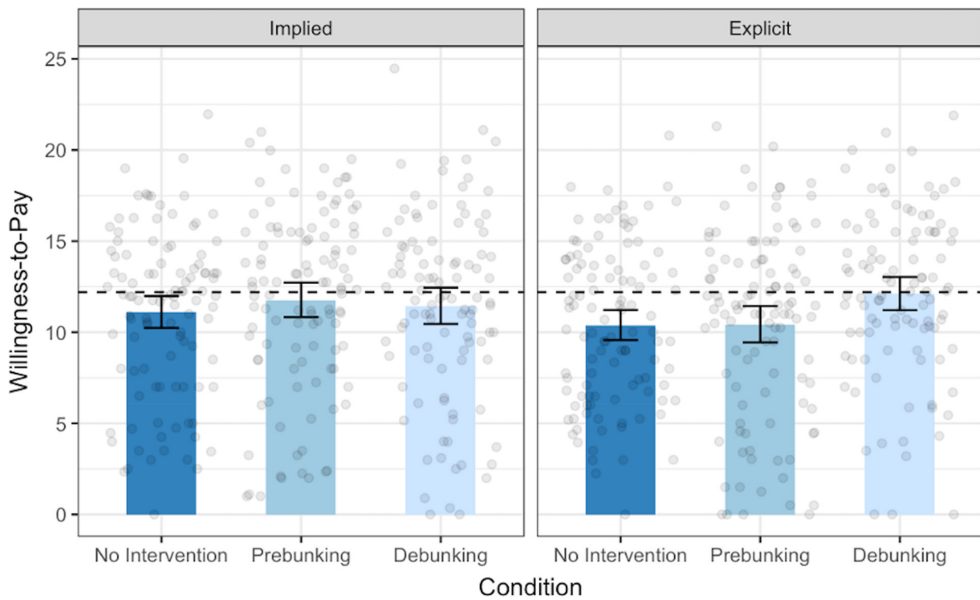 Implied Explicit
25
20
15
10
5
0
Willingness-to-Pay
No Intervention Prebunking Debunking No Intervention Prebunking Debunking
Condition